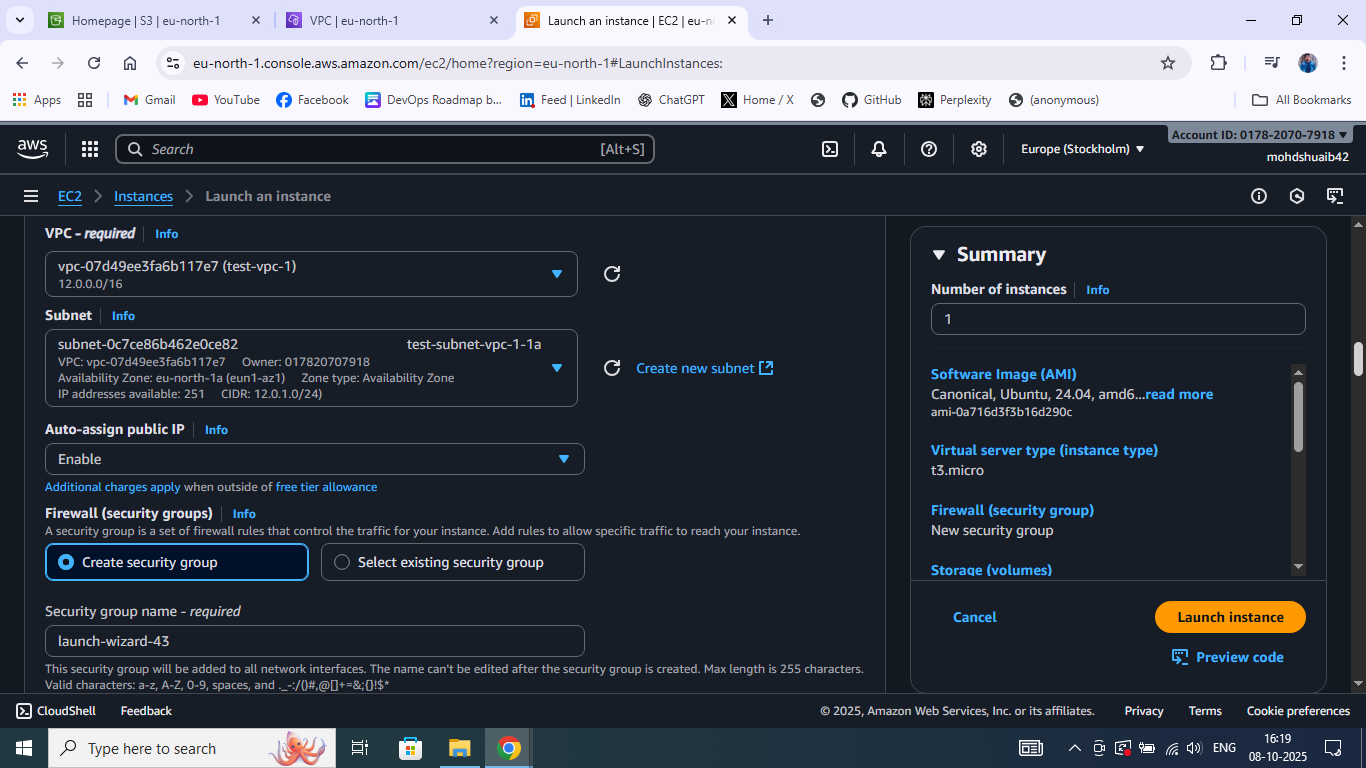 Homepage | S3 | eu-north-1
VPC | eu-north-1
Launch an instance | EC2 | eu-n
eu-north-1.console.aws.amazon.com/ec2/home?region=eu-north-1#LaunchInstances:
Apps
Gmail
YouTube
Facebook
DevOps Roadmap b...
Feed | LinkedIn
ChatGPT
Home / X
GitHub
Perplexity
(anonymous)
All Bookmarks
aws
Search
[Alt+S]
Europe (Stockholm)
Account ID: 0178-2070-7918
mohdshuaib42
EC2
Instances
Launch an instance
VPC - required
Info
vpc-07d49ee3fa6b117e7 (test-vpc-1)
12.0.0.0/16
Subnet
Info
subnet-0c7ce86b462e0ce82 test-subnet-vpc-1-1a
VPC: vpc-07d49ee3fa6b117e7 Owner: 017820707918
Availability Zone: eu-north-1a (eun1-az1) Zone type: Availability Zone
IP addresses available: 251 CIDR: 12.0.1.0/24)
Create new subnet
Auto-assign public IP
Info
Enable
Additional charges apply when outside of free tier allowance
Firewall (security groups)
Info
A security group is a set of firewall rules that control the traffic for your instance. Add rules to allow specific traffic to reach your instance.
Create security group
Select existing security group
Security group name - required
launch-wizard-43
This security group will be added to all network interfaces. The name can't be edited after the security group is created. Max length is 255 characters.
Valid characters: a-z, A-Z, 0-9, spaces, and ._-:/()#,@[]+=&;{}!$*
Summary
Number of instances
Info
1
Software Image (AMI)
Canonical, Ubuntu, 24.04, amd6...read more
ami-0a716d3f3b16d290c
Virtual server type (instance type)
t3.micro
Firewall (security group)
New security group
Storage (volumes)
Cancel
Launch instance
Preview code
CloudShell
Feedback
© 2025, Amazon Web Services, Inc. or its affiliates.
Privacy
Terms
Cookie preferences
Type here to search
ENG
16:19
08-10-2025